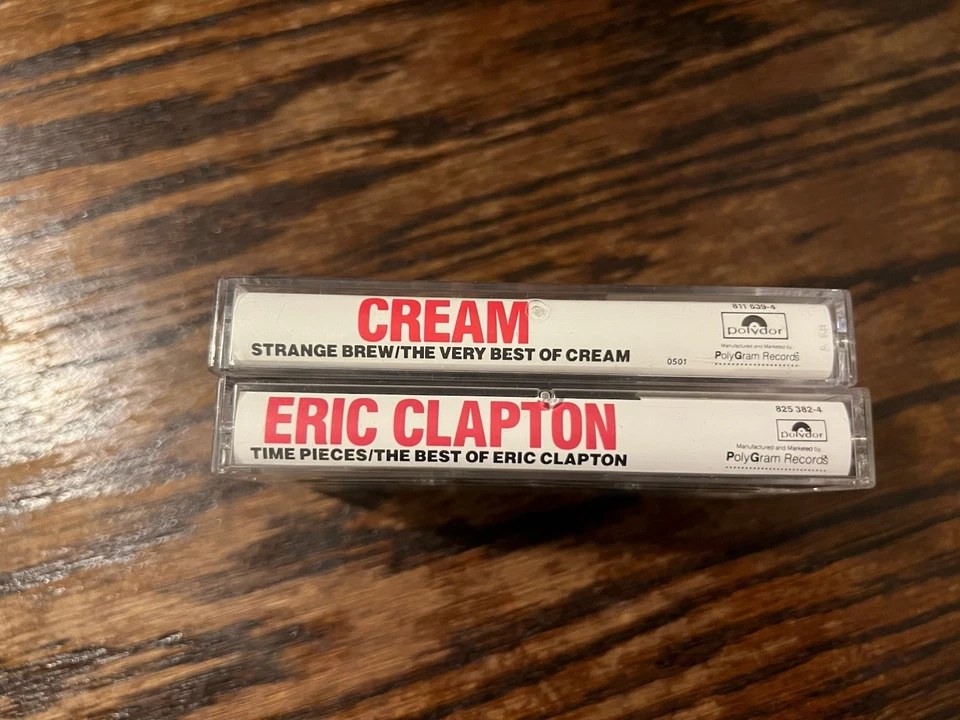 CREAM
STRANGE BREW/THE VERY BEST OF CREAM
0501
811 639-4
polydor
Manufactured and Marketed by
PolyGram Records
ERIC CLAPTON
TIME PIECES/THE BEST OF ERIC CLAPTON
825 382-4
polydor
Manufactured and Marketed by
PolyGram Records